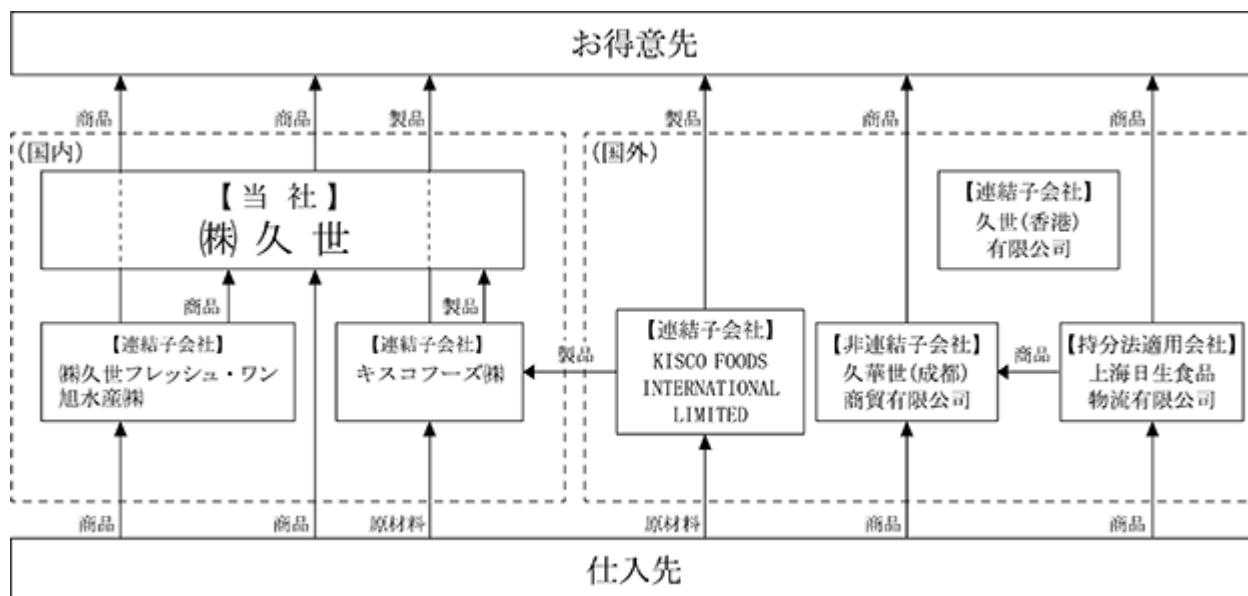 お得意先
商品
商品
製品
製品
商品
商品
(国内)
(国外)
【当 社】
㈱久世
【連結子会社】
久世(香港)
有限公司
商品
製品
【連結子会社】
㈱久世フレッシュ・ワン
旭水産㈱
【連結子会社】
キスコフーズ㈱
製品
【連結子会社】
KISCO FOODS
INTERNATIONAL
LIMITED
【非連結子会社】
久華世(成都)
商貿有限公司
商品
【持分法適用会社】
上海日生食品
物流有限公司
商品
商品
原材料
原材料
商品
商品
仕入先